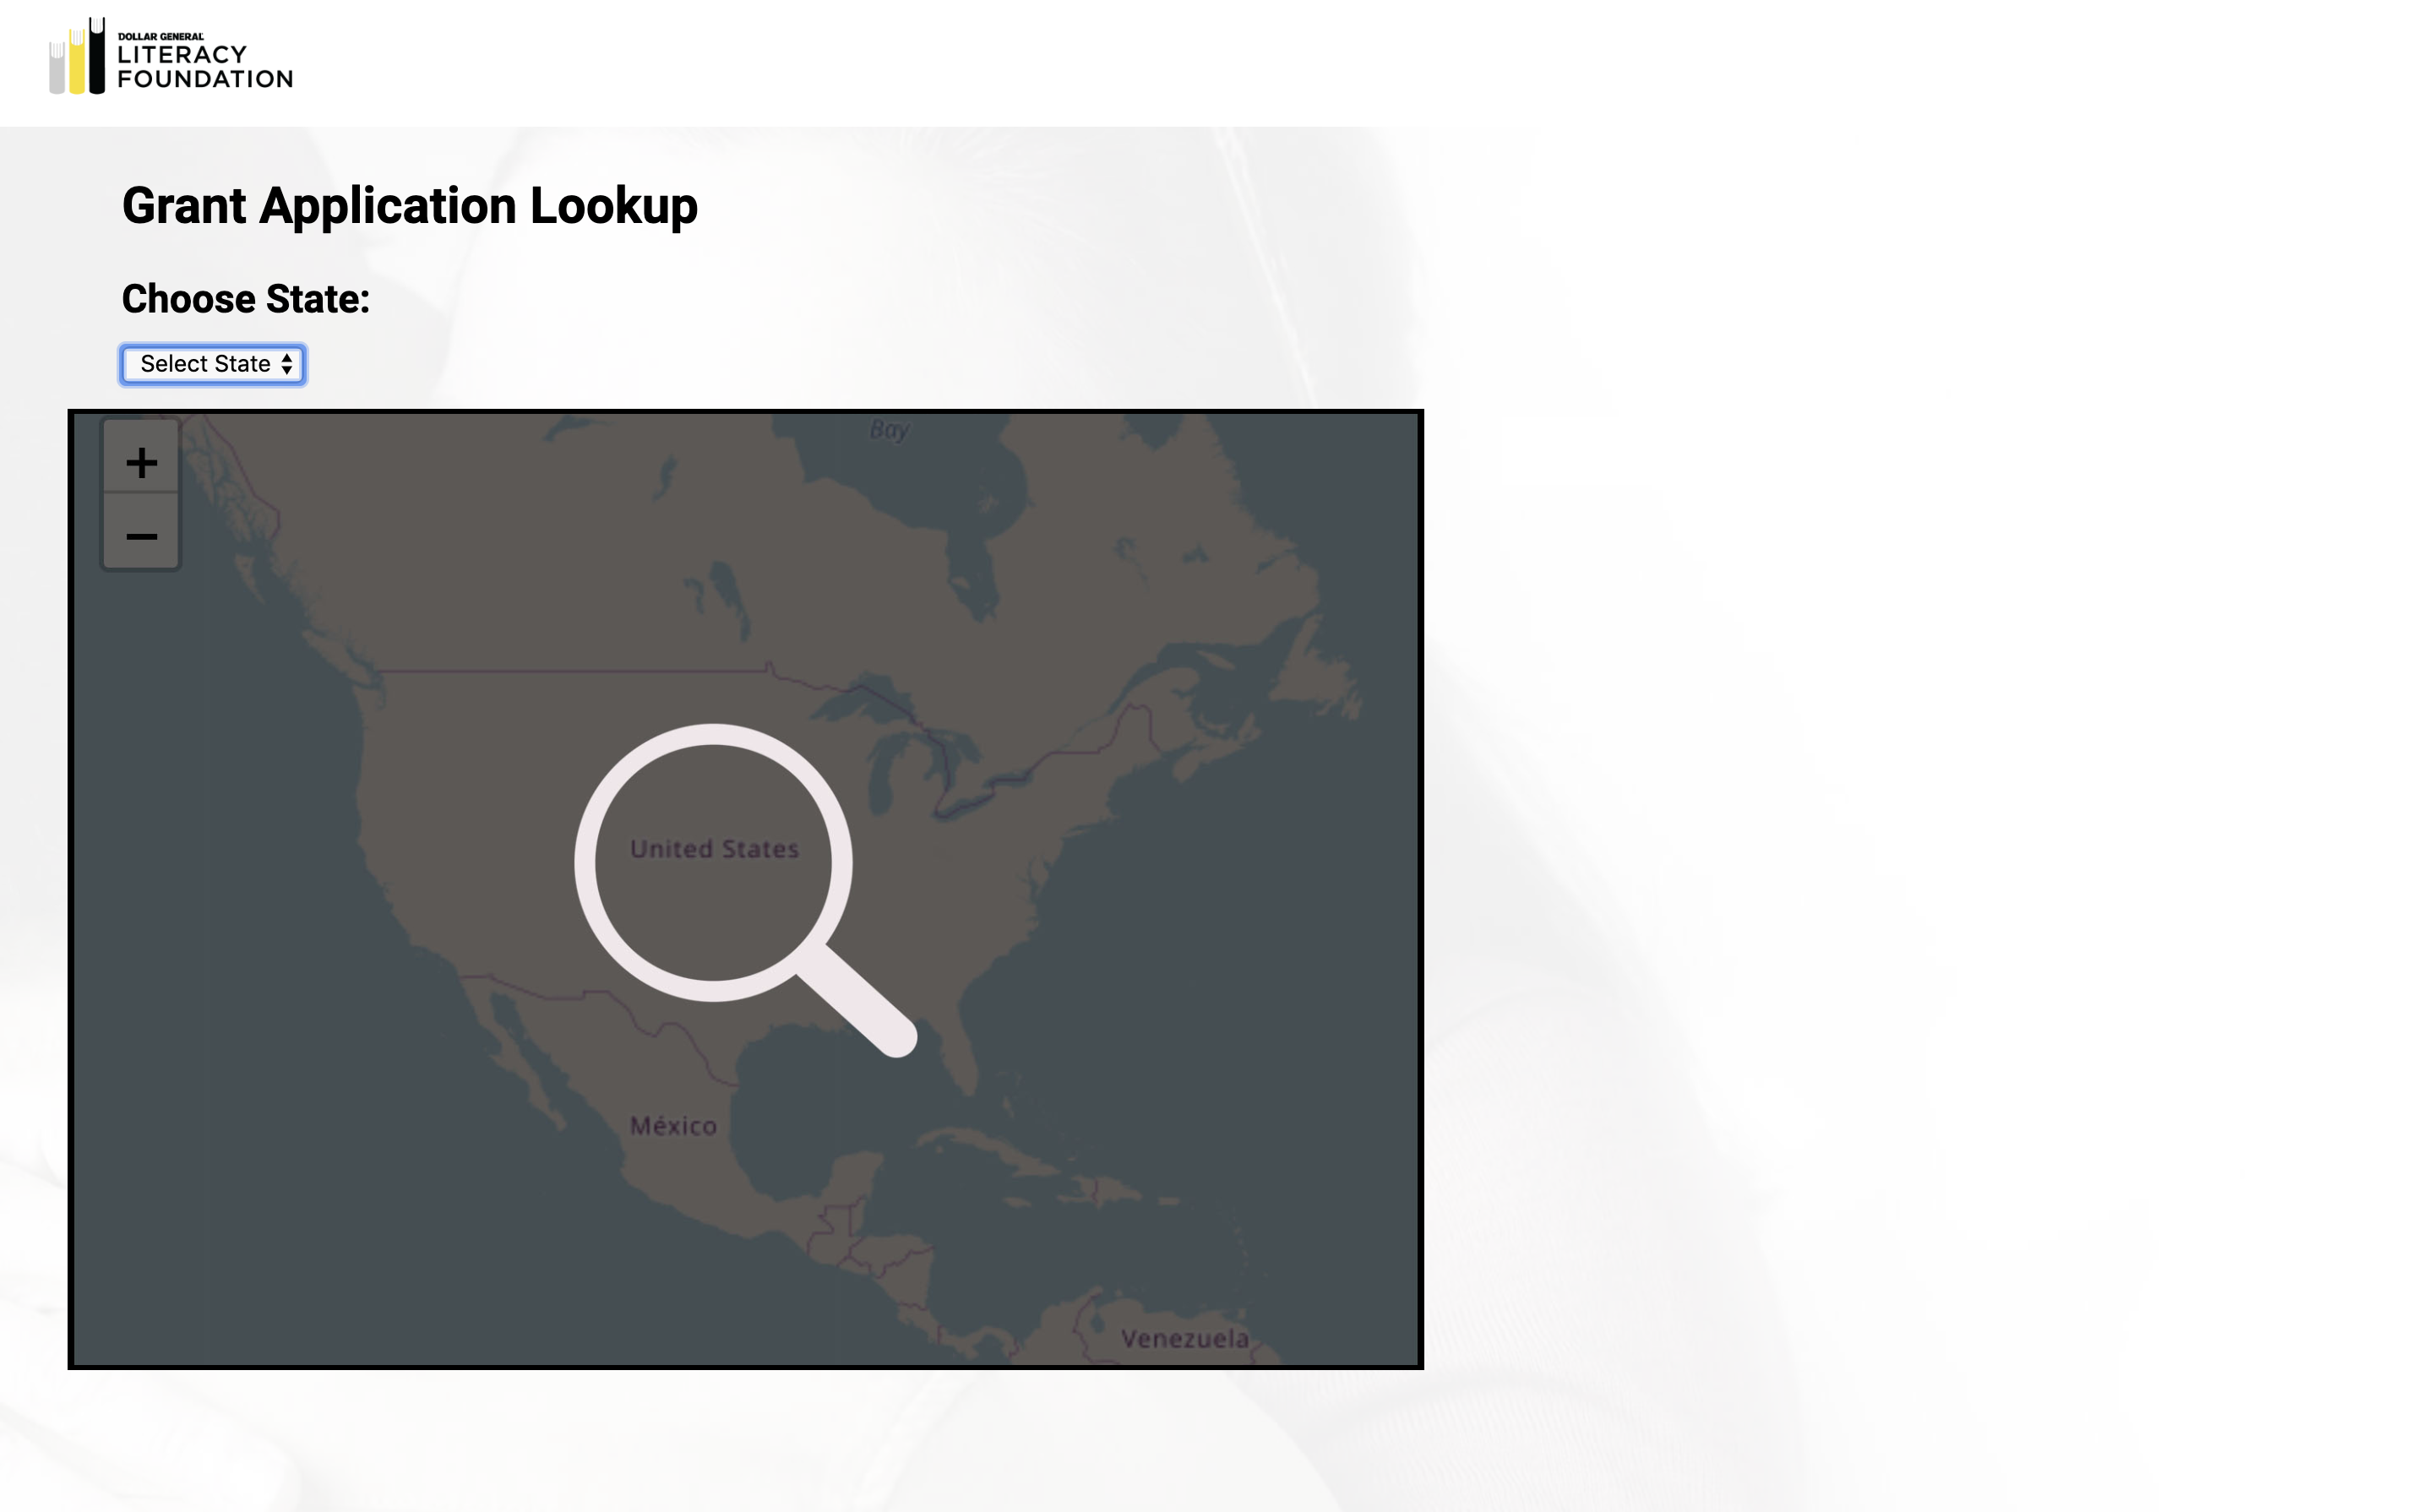 DOLLAR GENERAL
LITERACY
FOUNDATION
Grant Application Lookup
Choose State:
Select State
+
−
Bay
United States
México
Venezuela